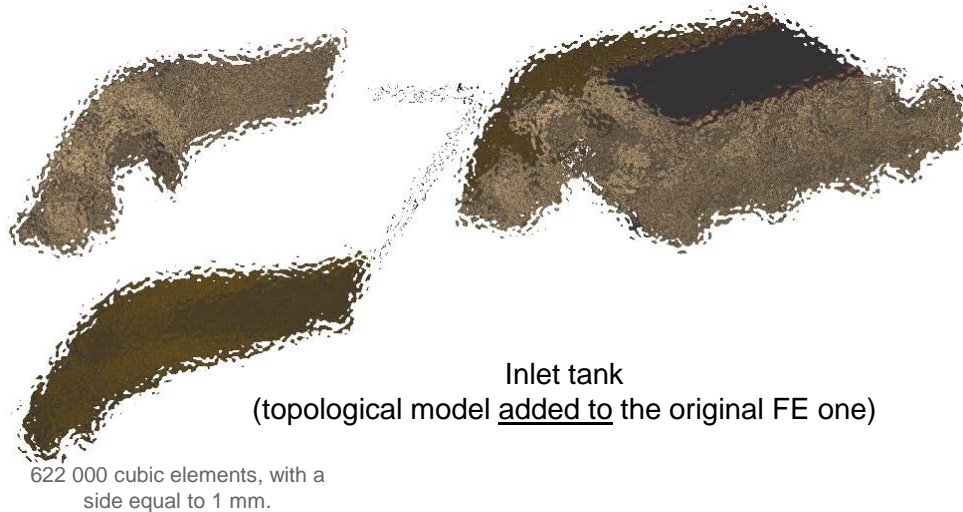 Inlet tank
(topological model added to the original FE one)
622 000 cubic elements, with a
side equal to 1 mm.